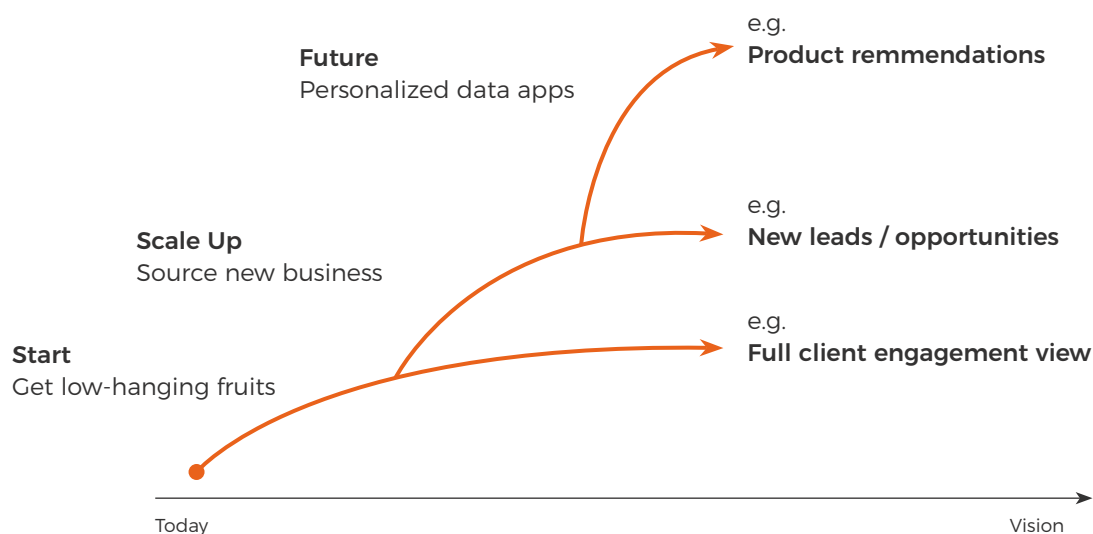 Future
Personalized data apps
e.g.
Product remmendations
Scale Up
Source new business
e.g.
New leads / opportunities
Start
Get low-hanging fruits
e.g.
Full client engagement view
Today
Vision